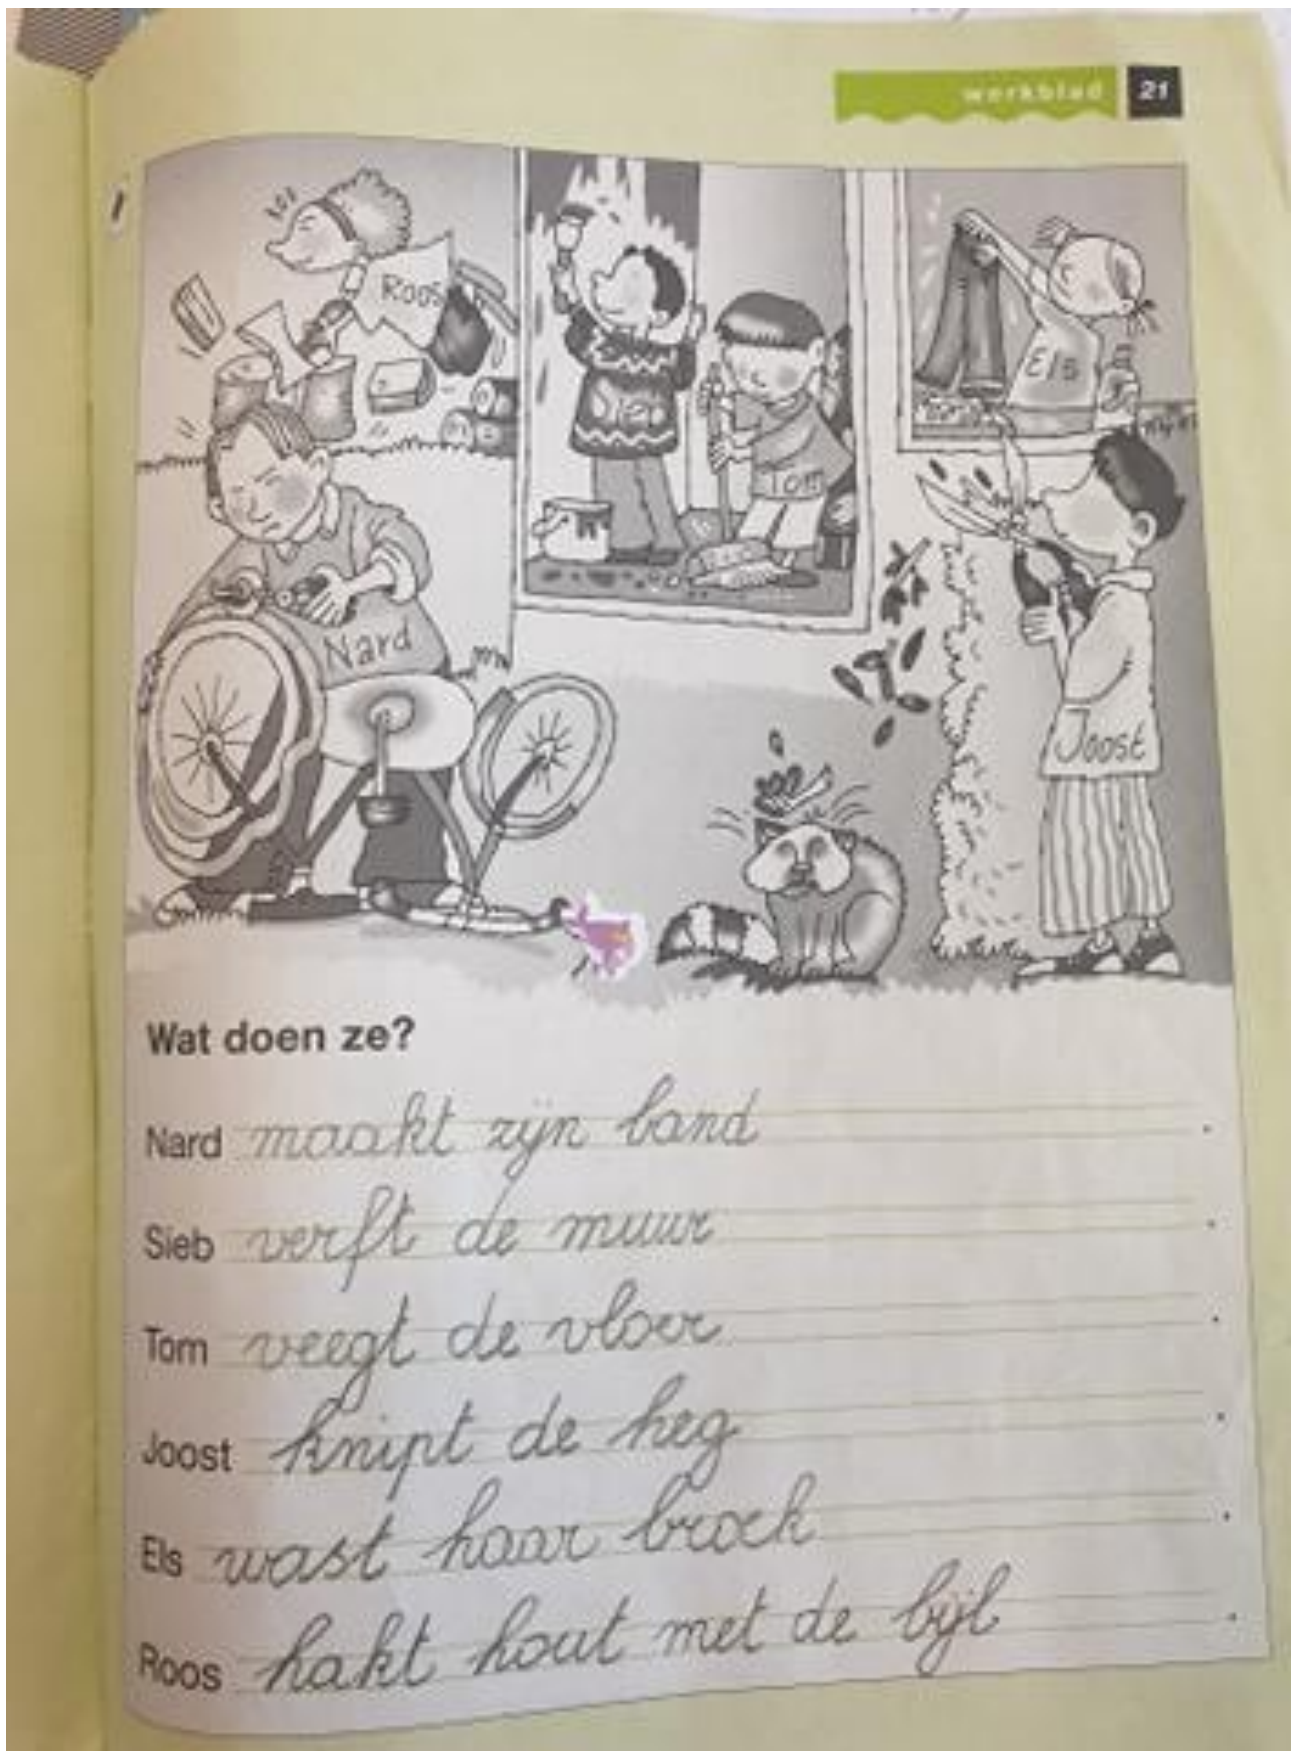 werkblad 21
1
Roos
Tom
Els
Nard
Joost
Wat doen ze?
Nard maakt zijn band .
Sieb verft de muur .
Tom veegt de vloer .
Joost knipt de heg .
Els wast haar broek .
Roos hakt hout met de bijl .